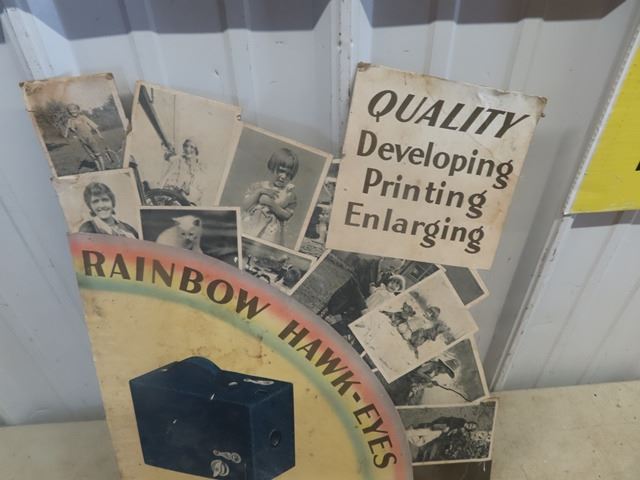 QUALITY
Developing
Printing
Enlarging
RAINBOW HAWK-EYES